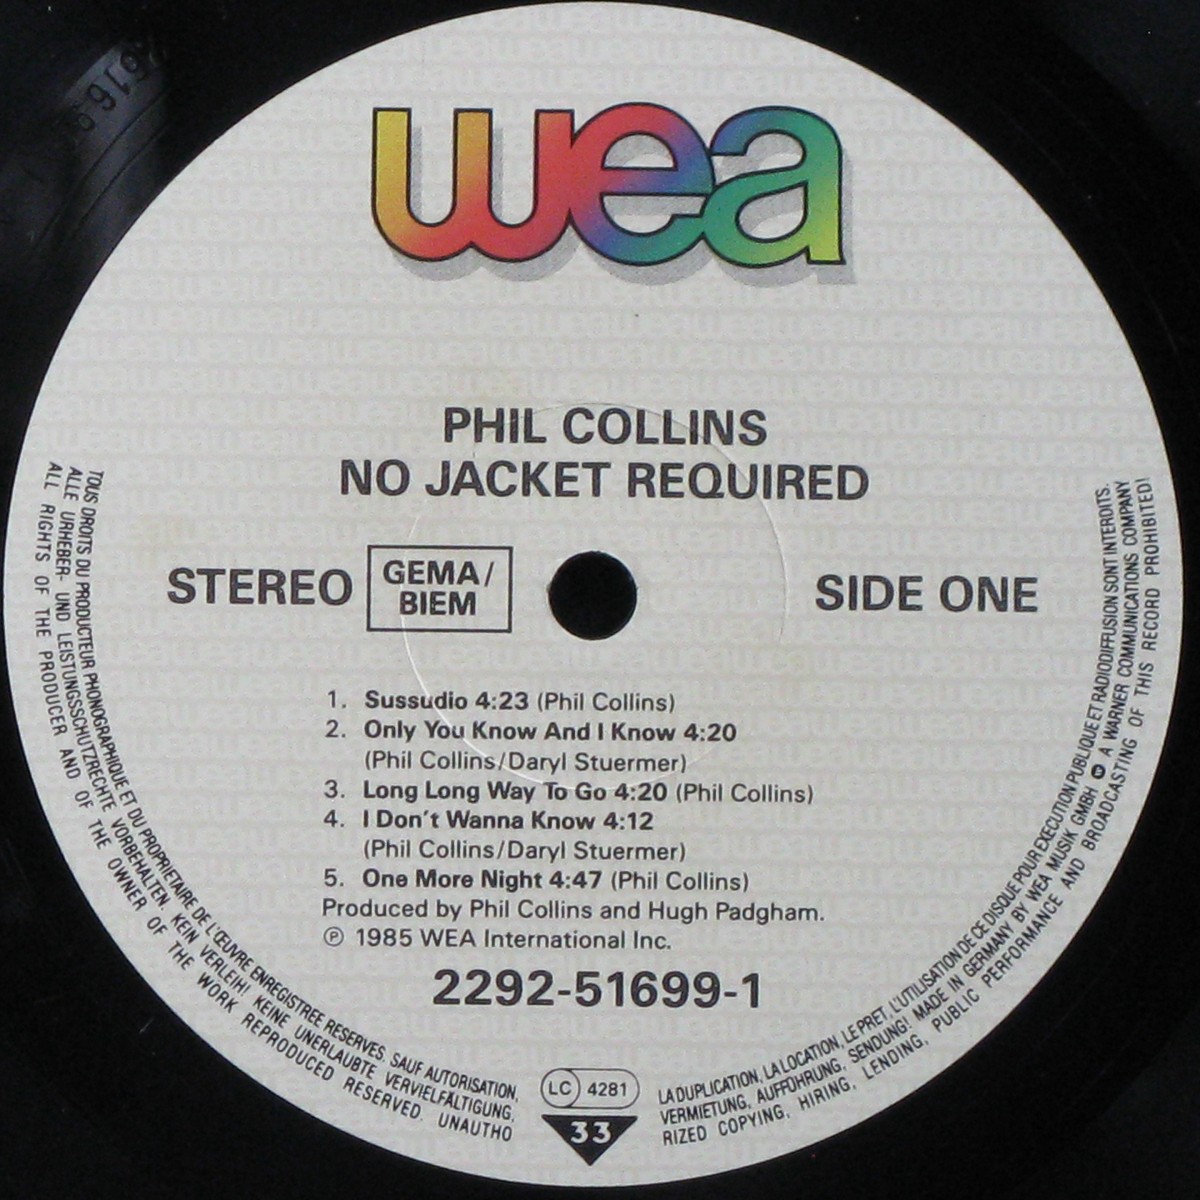 wea
PHIL COLLINS
NO JACKET REQUIRED
STEREO
GEMA/
BIEM
SIDE ONE
1. Sussudio 4:23 (Phil Collins)
2. Only You Know And I Know 4:20
(Phil Collins/Daryl Stuermer)
3. Long Long Way To Go 4:20 (Phil Collins)
4. I Don't Wanna Know 4:12
(Phil Collins/Daryl Stuermer)
5. One More Night 4:47 (Phil Collins)
Produced by Phil Collins and Hugh Padgham.
℗ 1985 WEA International Inc.
2292-51699-1
LC 4281
33
TOUS DROITS DU PRODUCTEUR PHONOGRAPHIQUE ET DU PROPRIETAIRE DE L'ŒUVRE ENREGISTREE RESERVES. SAUF AUTORISATION, LA DUPLICATION, LA LOCATION, LE PRET, L'UTILISATION DE CE DISQUE POUR EXECUTION PUBLIQUE ET RADIODIFFUSION SONT INTERDITS.
ALLE URHEBER- UND LEISTUNGSSCHUTZRECHTE VORBEHALTEN. KEIN VERLEIH! KEINE UNERLAUBTE VERVIELFÄLTIGUNG, VERMIETUNG, AUFFÜHRUNG, SENDUNG! MADE IN GERMANY BY WEA MUSIK GMBH A WARNER COMMUNICATIONS COMPANY
ALL RIGHTS OF THE PRODUCER AND OF THE OWNER OF THE WORK REPRODUCED RESERVED. UNAUTHORIZED COPYING, HIRING, LENDING, PUBLIC PERFORMANCE AND BROADCASTING OF THIS RECORD PROHIBITED!